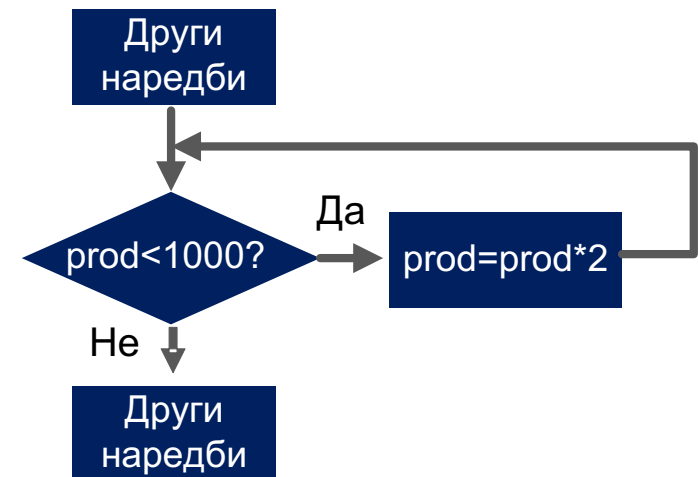 Други
наредби
prod<1000?
Да
prod=prod*2
Не
Други
наредби